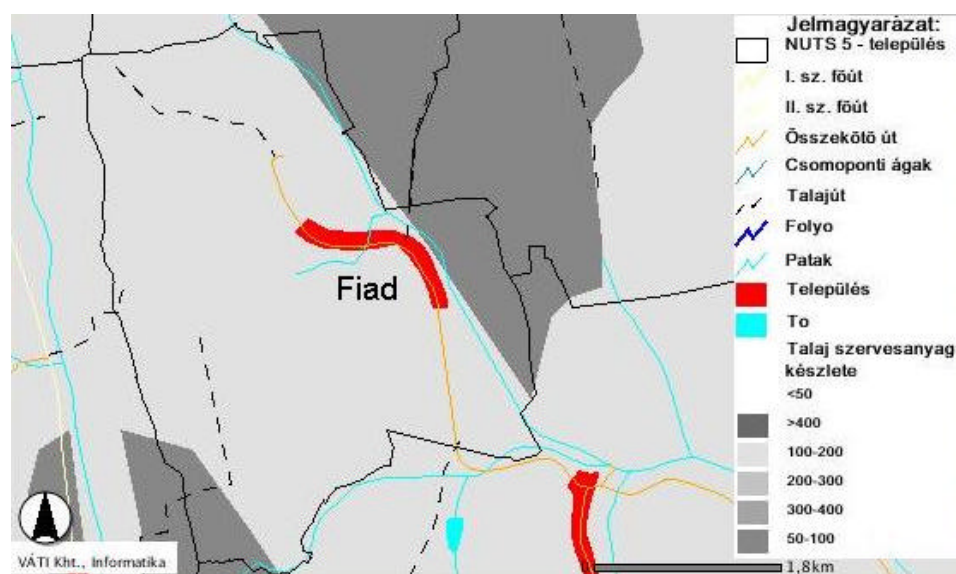 Jelmagyarázat:
NUTS 5 - település
I. sz. főút
II. sz. főút
Összekötö út
Csomoponti ágak
Talajút
Folyo
Patak
Település
To
Talaj szervesanyag
készlete
<50
>400
100-200
200-300
300-400
50-100
1,8km
Fiad
VÁTI Kht., Informatika